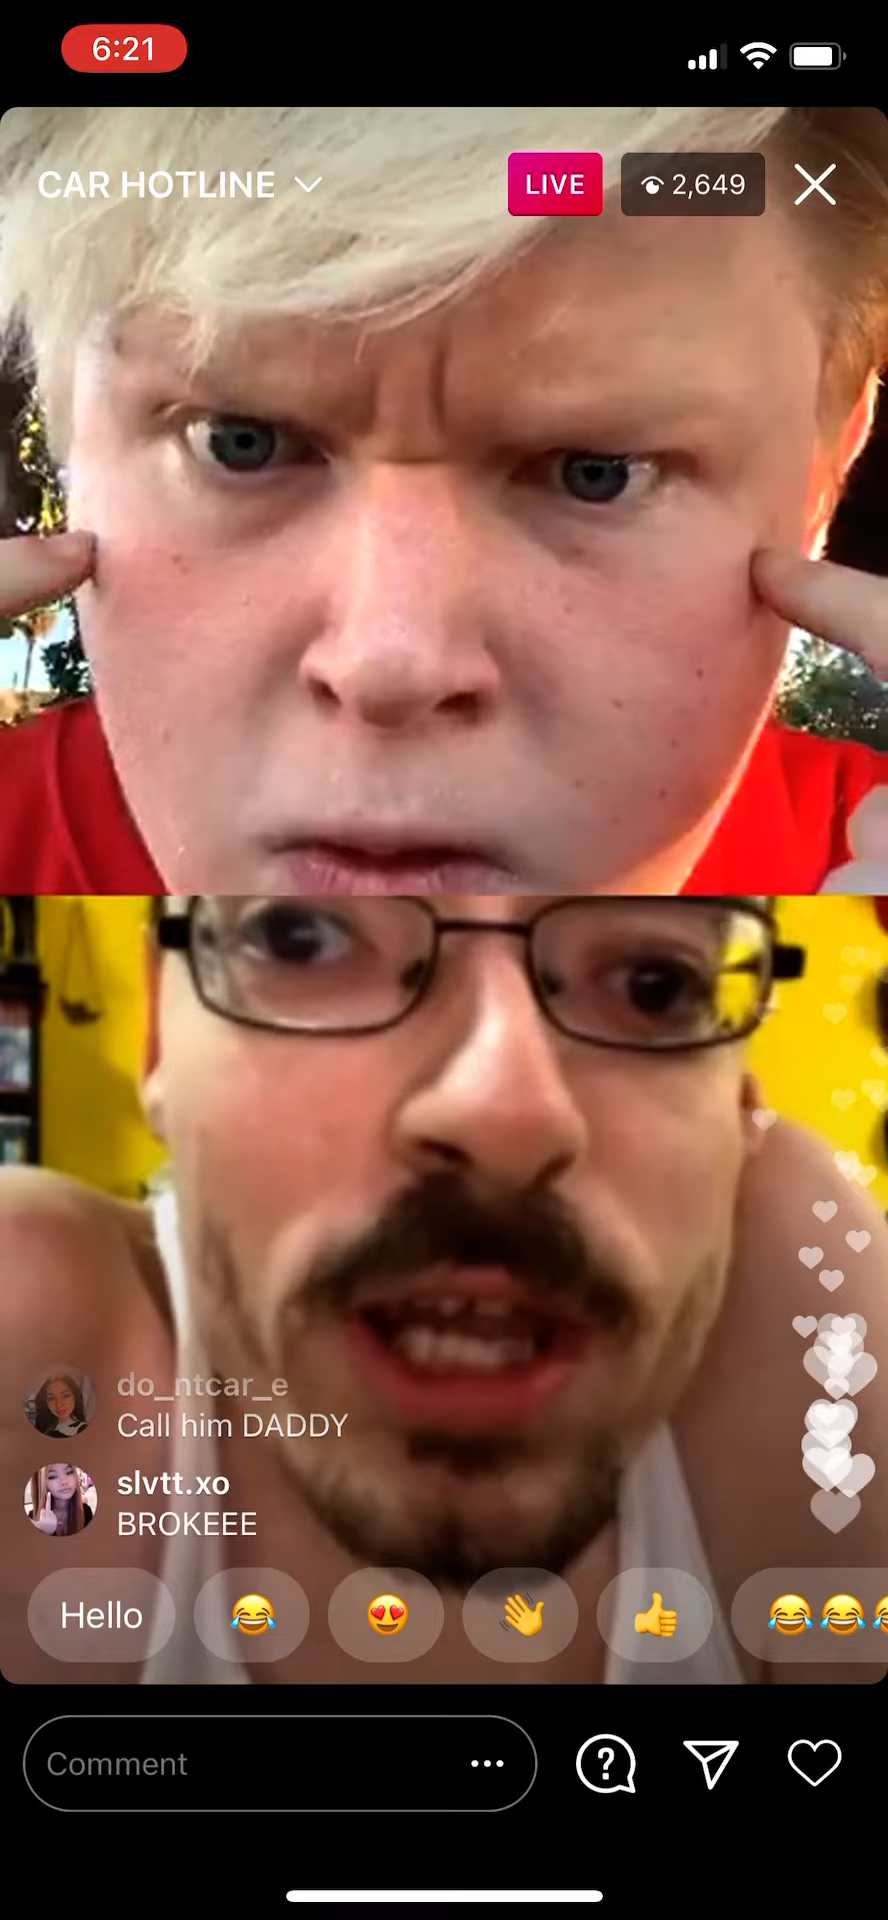 6:21
CAR HOTLINE
LIVE
2,649
do_ntcar_e
Call him DADDY
slvtt.xo
BROKEEE
Hello
Comment